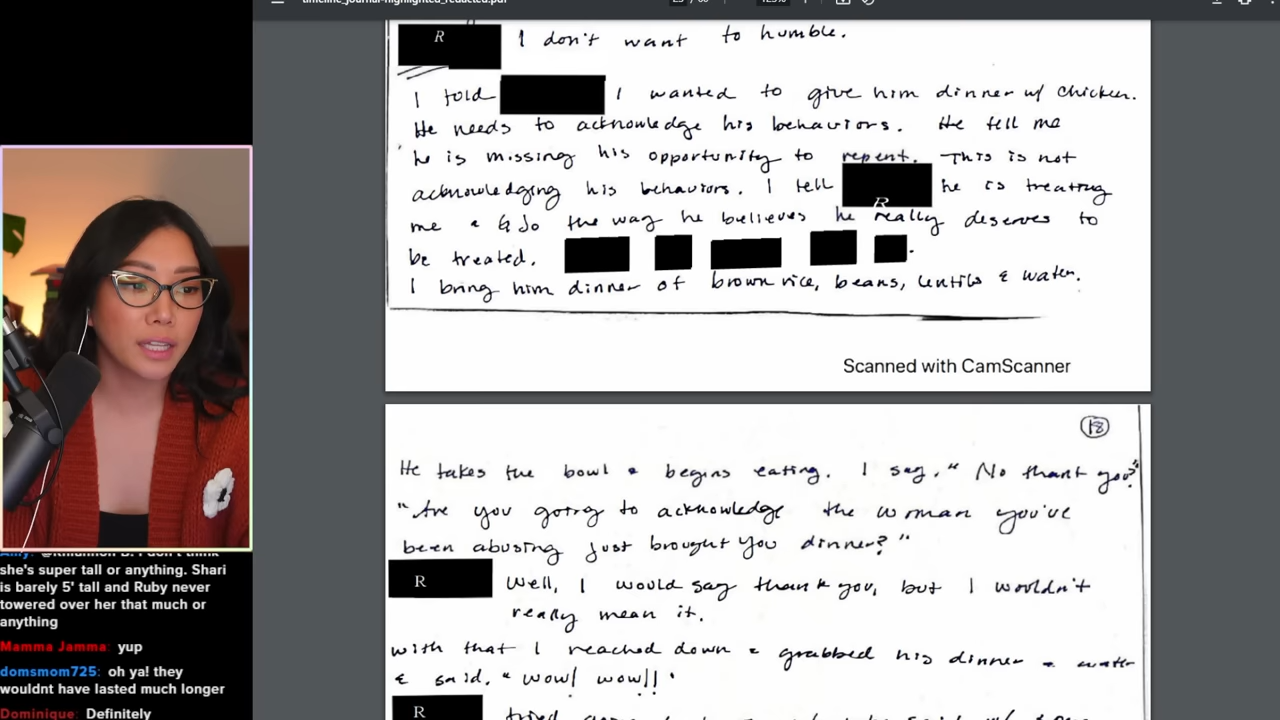 timeline_journal-highlighted_redacted.pdf
R I don't want to humble.
I told I wanted to give him dinner w/ chicken.
He needs to acknowledge his behaviors. He tell me
he is missing his opportunity to repent. This is not
acknowledging his behaviors. I tell R he is treating
me & GJo the way he believes he really deserves to
be treated.
I bring him dinner of brown rice, beans, lentils & water.
Scanned with CamScanner
18
He takes the bowl & begins eating. I say, "No thank you?"
"Are you going to acknowledge the woman you've
been abusing just brought you dinner?"
R Well, I would say thank you, but I wouldn't
really mean it.
with that I reached down & grabbed his dinner & water
& said, "wow! wow!!"
R tried
she's super tall or anything. Shari
is barely 5' tall and Ruby never
towered over her that much or
anything
Mamma Jamma: yup
domsmom725: oh ya! they
wouldnt have lasted much longer
Dominique: Definitely